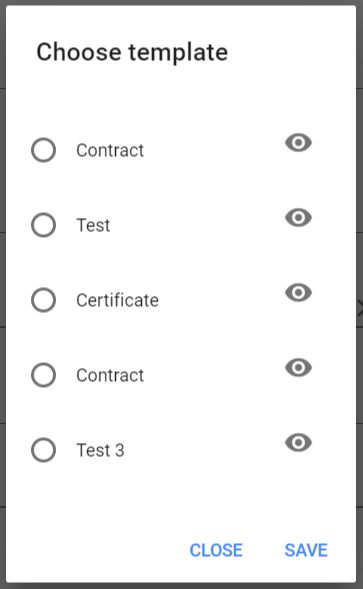 Choose template
Contract
Test
Certificate
Contract
Test 3
CLOSE SAVE